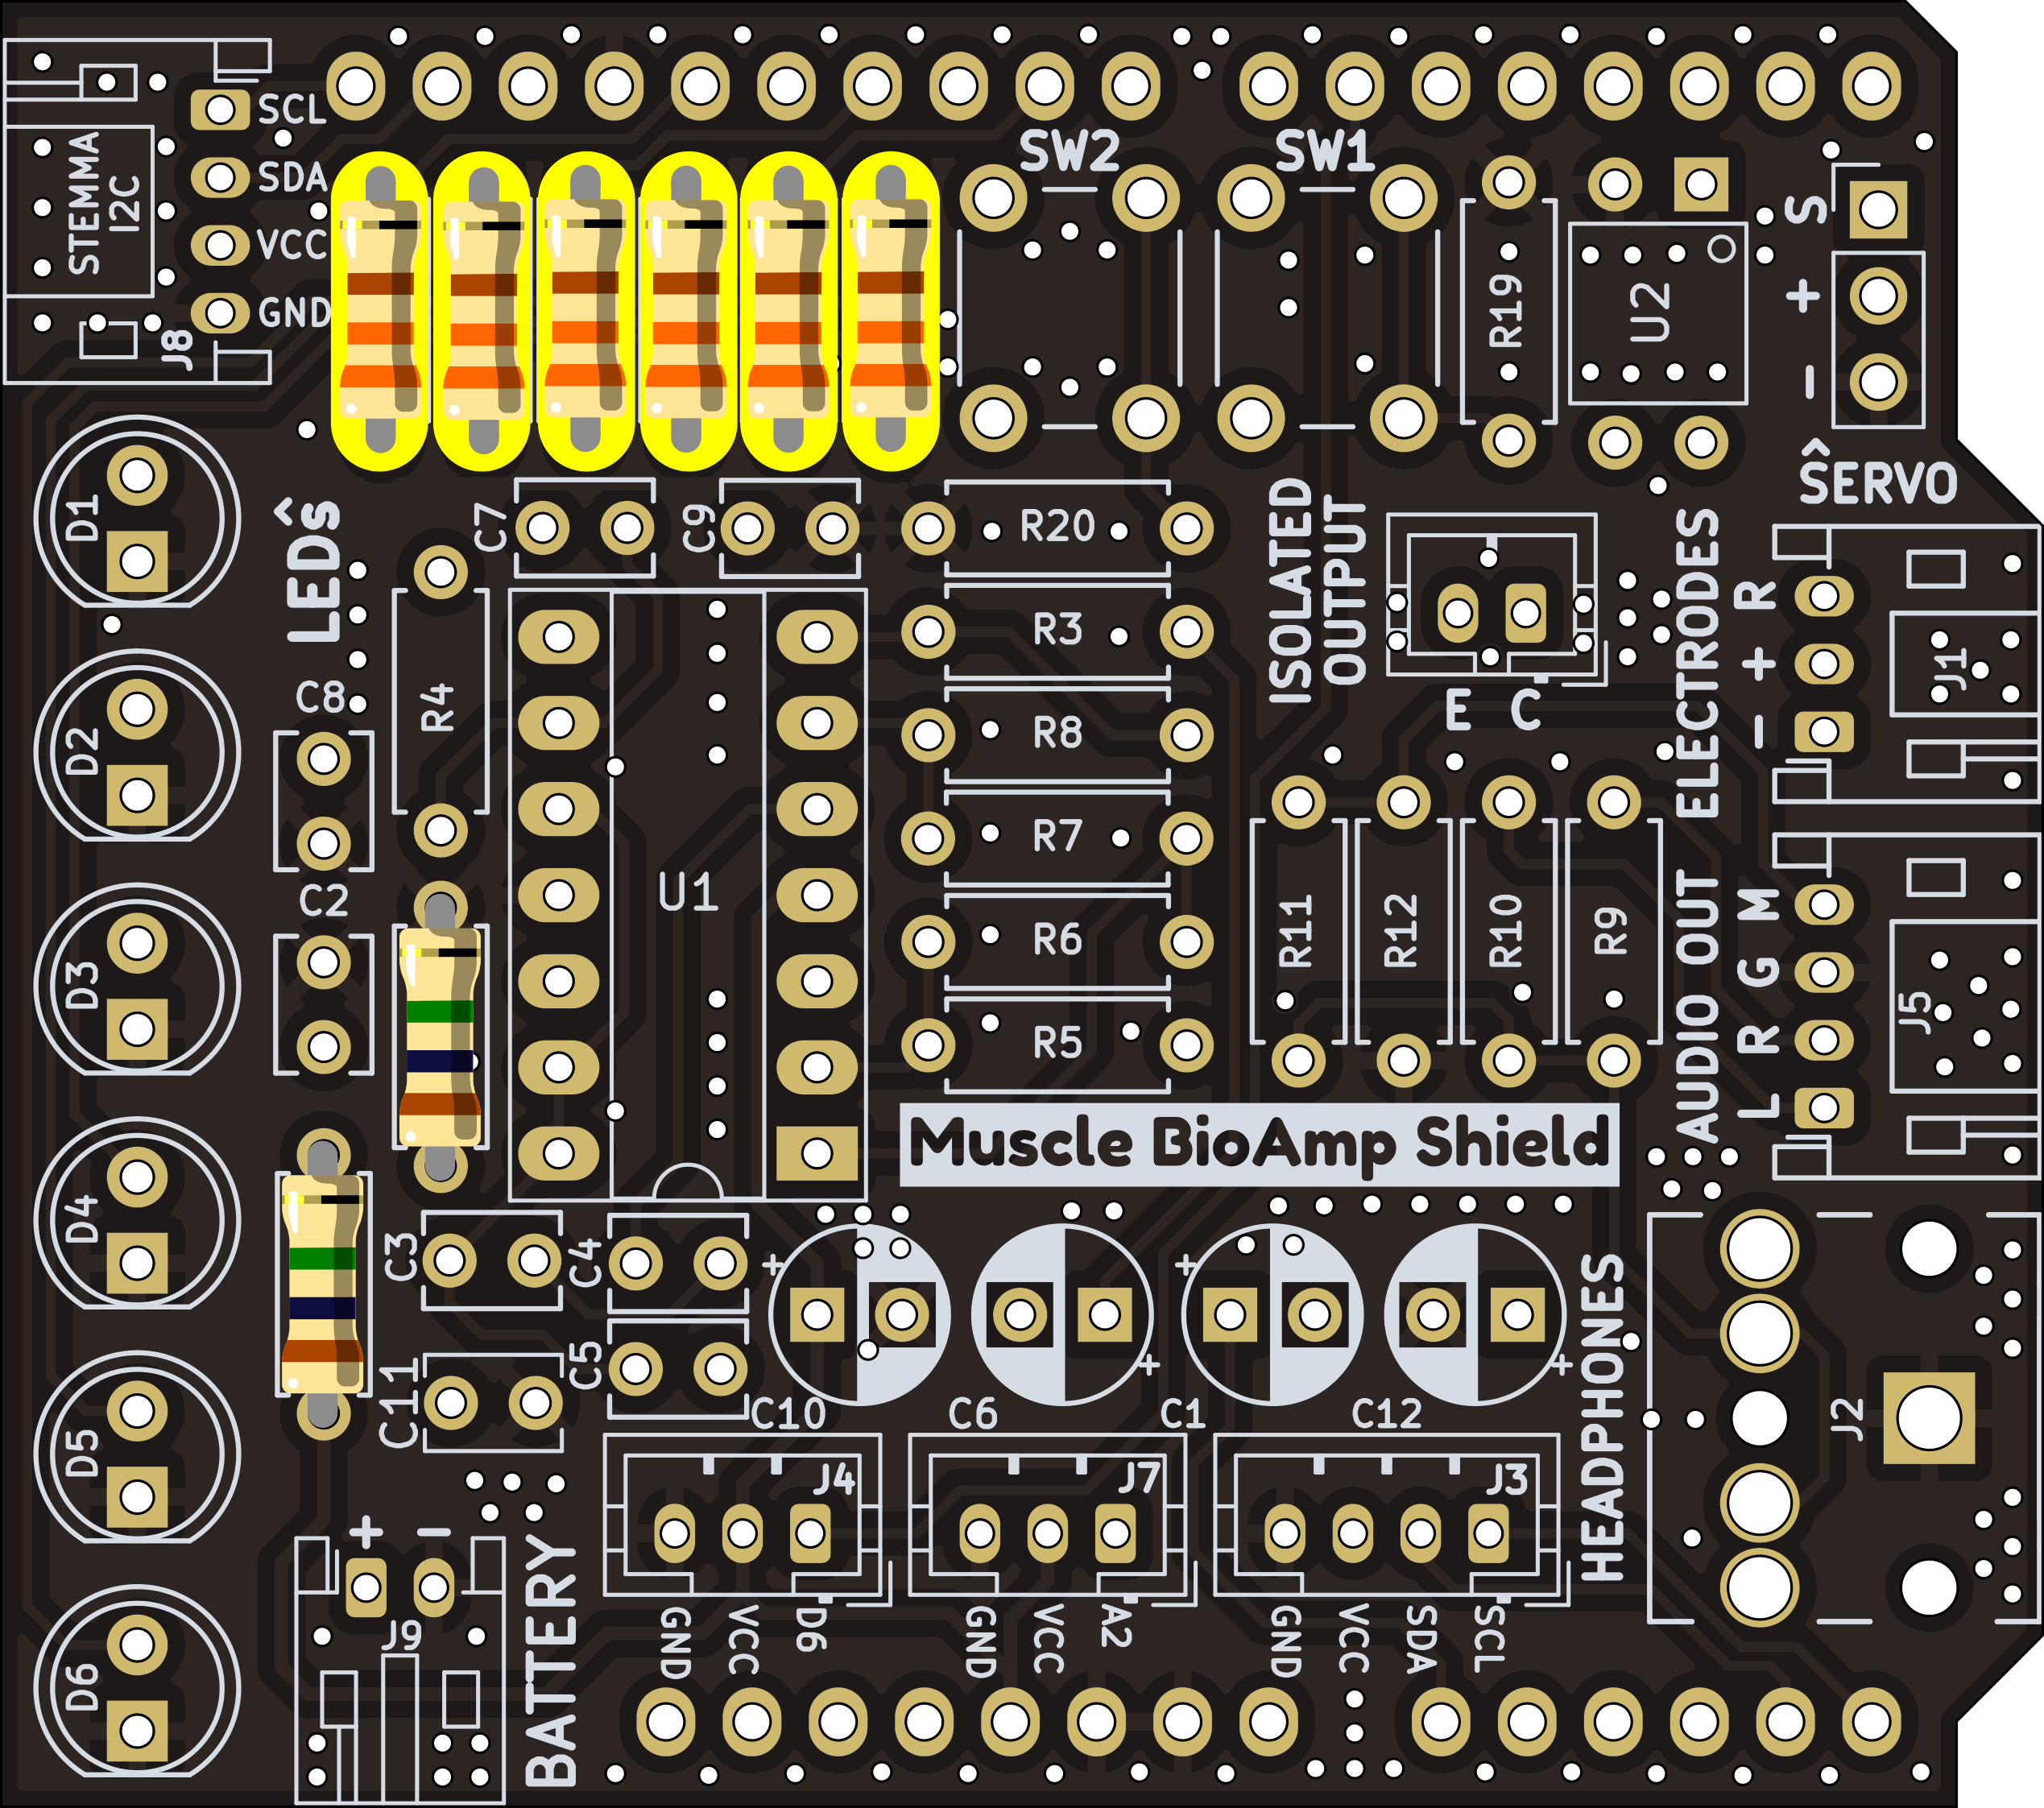 SCL
SDA
VCC
GND
STEMMA
I2C
J8
SW2
SW1
R19
U2
S
+
-
SERVO
^
D1
LEDs
^
C7
C9
R20
ISOLATED
OUTPUT
E C
ELECTRODES
R
+
-
J1
D2
C8
R4
R3
R8
R7
R6
R5
U1
C2
D3
R11
R12
R10
R9
AUDIO OUT
M
G
R
L
J5
Muscle BioAmp Shield
D4
C3
C4
C5
C111
+
C10
C6
+
+
C1
C12
+
HEADPHONES
J2
D5
+ -
J9
BATTERY
J4
J7
J3
GND
VCC
D6
GND
VCC
A2
GND
VCC
SDA
SCL
D6